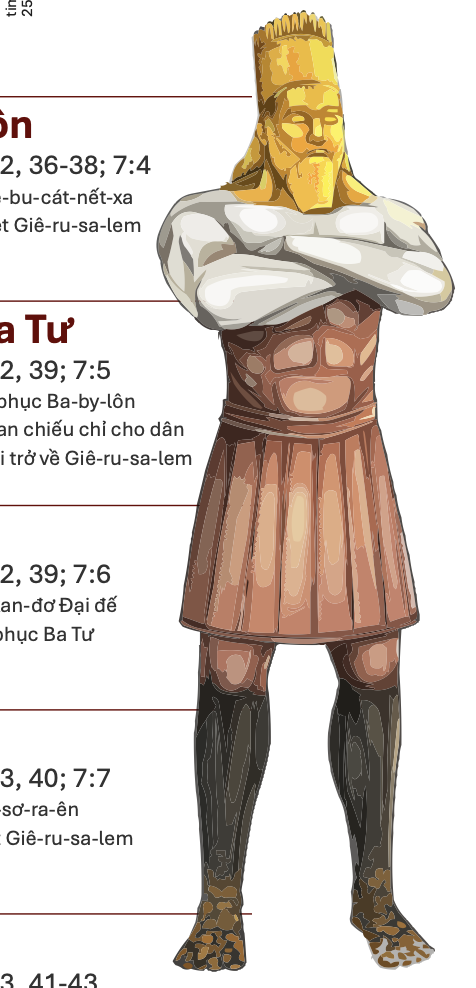 tin
25
ôn
2, 36-38; 7:4
-bu-cát-nết-xa
t Giê-ru-sa-lem
a Tư
2, 39; 7:5
phục Ba-by-lôn
an chiếu chỉ cho dân
i trở về Giê-ru-sa-lem
2, 39; 7:6
an-đơ Đại đế
phục Ba Tư
3, 40; 7:7
-sơ-ra-ên
Giê-ru-sa-lem
3, 41-43